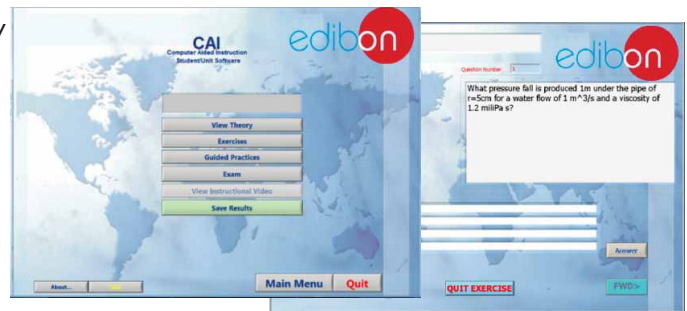 CAI
Computer Aided Instruction
Student/Unit Software
edibon
View Theory
Exercises
Guided Practices
Exam
View Instructional Video
Save Results
About...
Main Menu
Quit
edibon
Question Number
1
What pressure fall is produced 1m under the pipe of
r=5cm for a water flow of 1 m^3/s and a viscosity of
1.2 miliPa s?
Answer
QUIT EXERCISE
FWD>